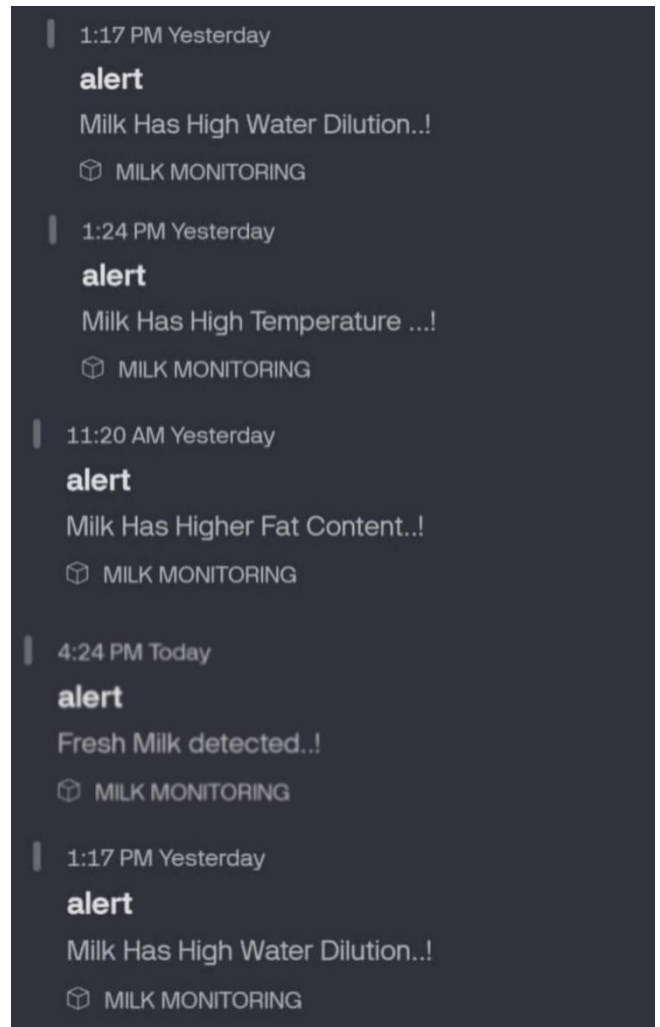 1:17 PM Yesterday
alert
Milk Has High Water Dilution..!
MILK MONITORING
1:24 PM Yesterday
alert
Milk Has High Temperature ...!
MILK MONITORING
11:20 AM Yesterday
alert
Milk Has Higher Fat Content..!
MILK MONITORING
4:24 PM Today
alert
Fresh Milk detected..!
MILK MONITORING
1:17 PM Yesterday
alert
Milk Has High Water Dilution..!
MILK MONITORING